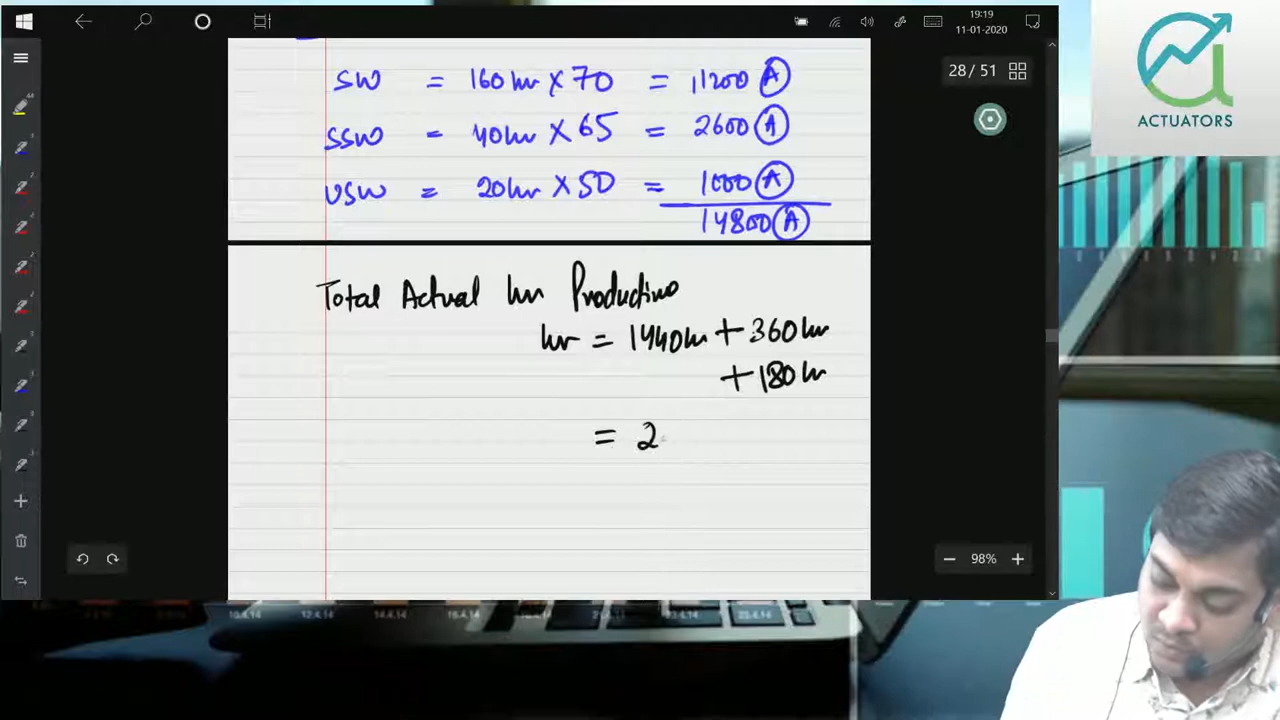 19:19
11-01-2020
28 / 51
ACTUATORS
SW = 160hr × 70 = 11200 (A)
SSW = 40hr × 65 = 2600 (A)
USW = 20hr × 50 = 1000 (A)
14800 (A)
Total Actual hr Productive
hr = 1440hr + 360hr
+ 180hr
= 2
98%